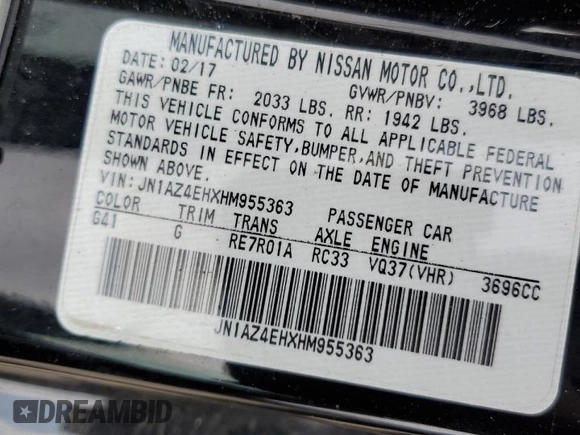 MANUFACTURED BY NISSAN MOTOR CO.,LTD.
DATE: 02/17 GVWR/PNBV: 3968 LBS.
GAWR/PNBE FR: 2033 LBS. RR: 1942 LBS.
THIS VEHICLE CONFORMS TO ALL APPLICABLE FEDERAL
MOTOR VEHICLE SAFETY,BUMPER,AND THEFT PREVENTION
STANDARDS IN EFFECT ON THE DATE OF MANUFACTURE
SHOWN ABOVE.
VIN: JN1AZ4EHXHM955363 PASSENGER CAR
COLOR TRIM TRANS AXLE ENGINE
G41 G RE7R01A RC33 VQ37(VHR) 3696CC
JN1AZ4EHXHM955363
DREAMBID